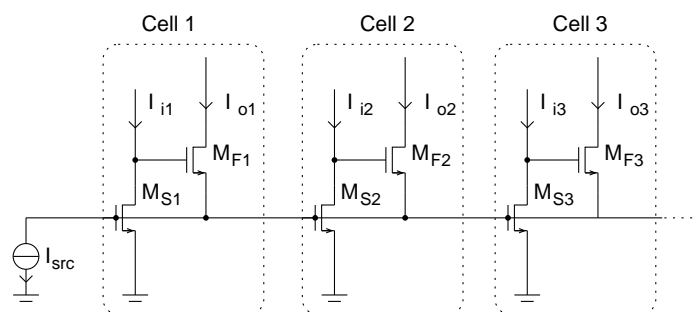 Cell 1 Cell 2 Cell 3
I i1 I o1 I i2 I o2 I i3 I o3
M F1 M F2 M F3
M S1 M S2 M S3
I src